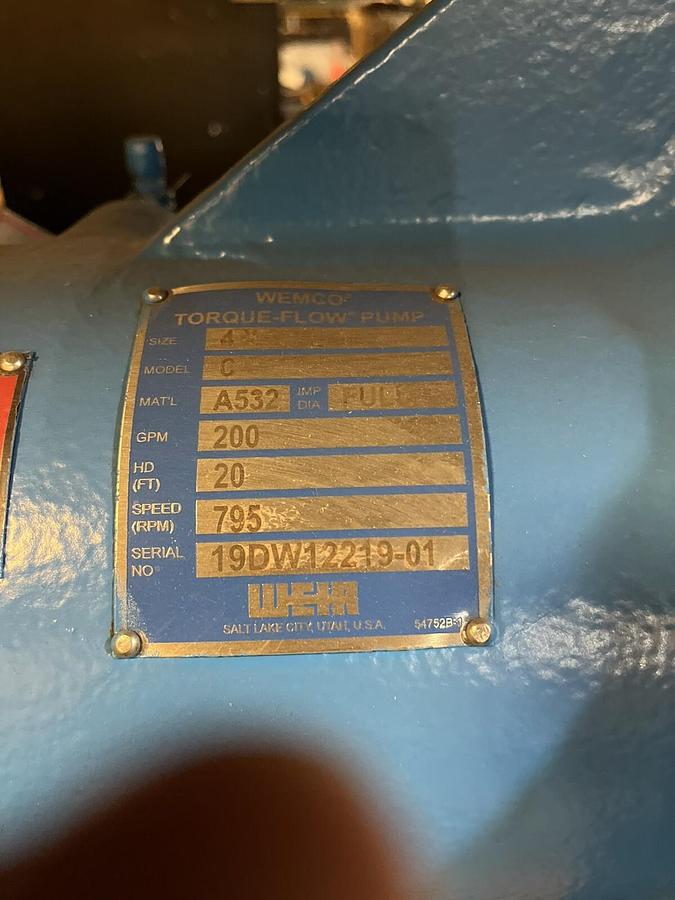 WEMCO®
TORQUE-FLOW™ PUMP
SIZE 4
MODEL C
MAT'L A532 IMP DIA FULL
GPM 200
HD (FT) 20
SPEED (RPM) 795
SERIAL NO 19DW12219-01
WEIR
SALT LAKE CITY, UTAH, U.S.A.